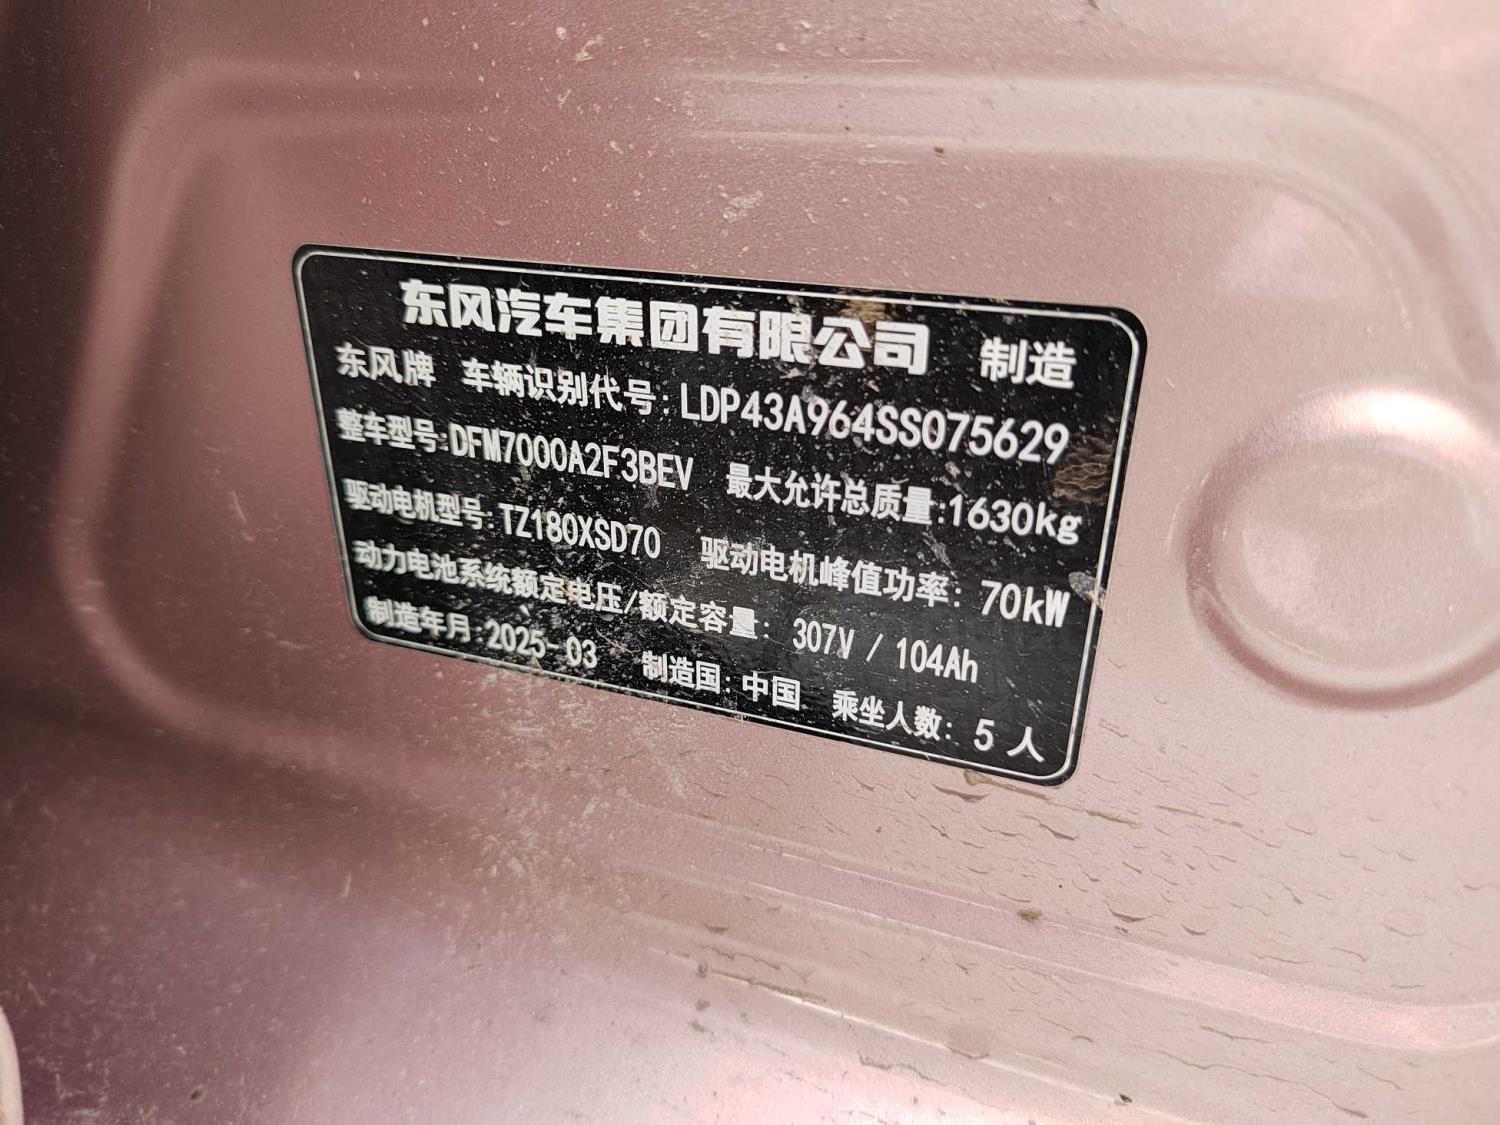 东风汽车集团有限公司 制造
东风牌 车辆识别代号:LDP43A964SS075629
整车型号:DFM7000A2F3BEV 最大允许总质量:1630kg
驱动电机型号:TZ180XSD70 驱动电机峰值功率: 70kW
动力电池系统额定电压/额定容量: 307V / 104Ah
制造年月:2025-03 制造国:中国 乘坐人数: 5 人